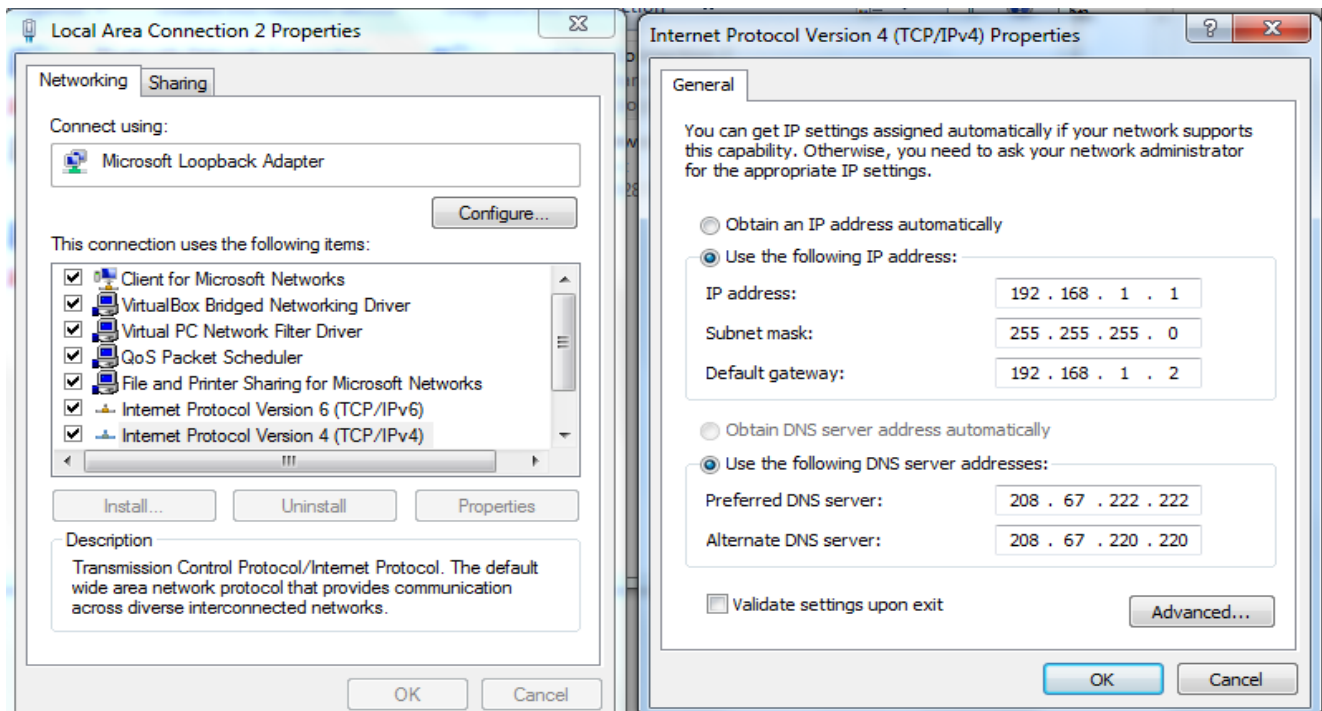 Local Area Connection 2 Properties
Networking
Sharing
Connect using:
Microsoft Loopback Adapter
Configure...
This connection uses the following items:
Client for Microsoft Networks
VirtualBox Bridged Networking Driver
Virtual PC Network Filter Driver
QoS Packet Scheduler
File and Printer Sharing for Microsoft Networks
Internet Protocol Version 6 (TCP/IPv6)
Internet Protocol Version 4 (TCP/IPv4)
Install...
Uninstall
Properties
Description
Transmission Control Protocol/Internet Protocol. The default
wide area network protocol that provides communication
across diverse interconnected networks.
OK
Cancel
Internet Protocol Version 4 (TCP/IPv4) Properties
General
You can get IP settings assigned automatically if your network supports
this capability. Otherwise, you need to ask your network administrator
for the appropriate IP settings.
Obtain an IP address automatically
Use the following IP address:
IP address: 192 . 168 . 1 . 1
Subnet mask: 255 . 255 . 255 . 0
Default gateway: 192 . 168 . 1 . 2
Obtain DNS server address automatically
Use the following DNS server addresses:
Preferred DNS server: 208 . 67 . 222 . 222
Alternate DNS server: 208 . 67 . 220 . 220
Validate settings upon exit
Advanced...
OK
Cancel